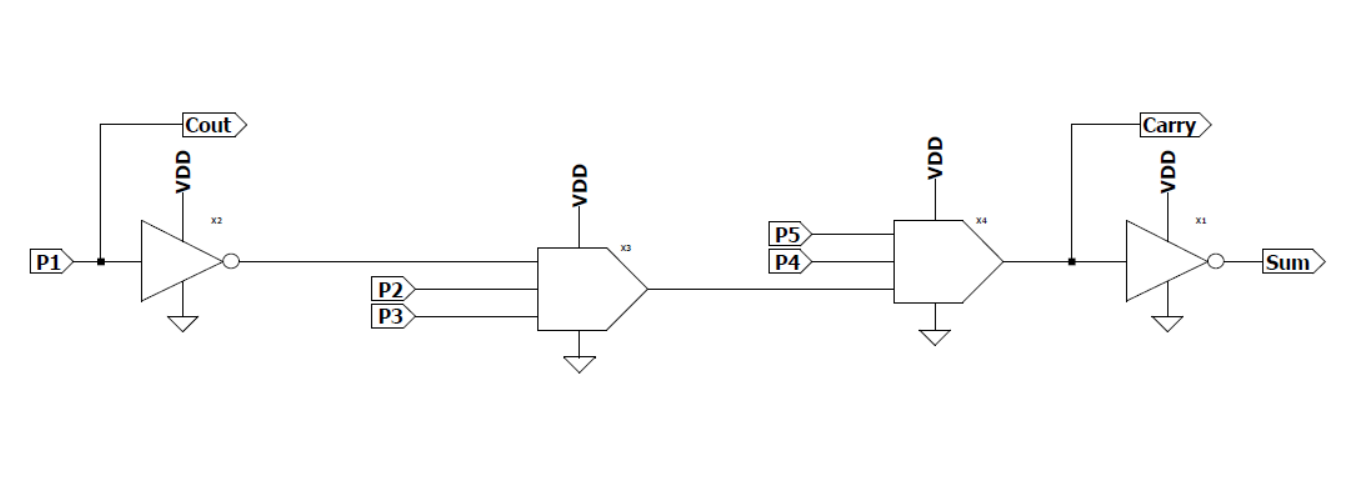 Cout
Carry
VDD
VDD
VDD
VDD
X2
X3
X4
X1
P1
P2
P3
P5
P4
Sum